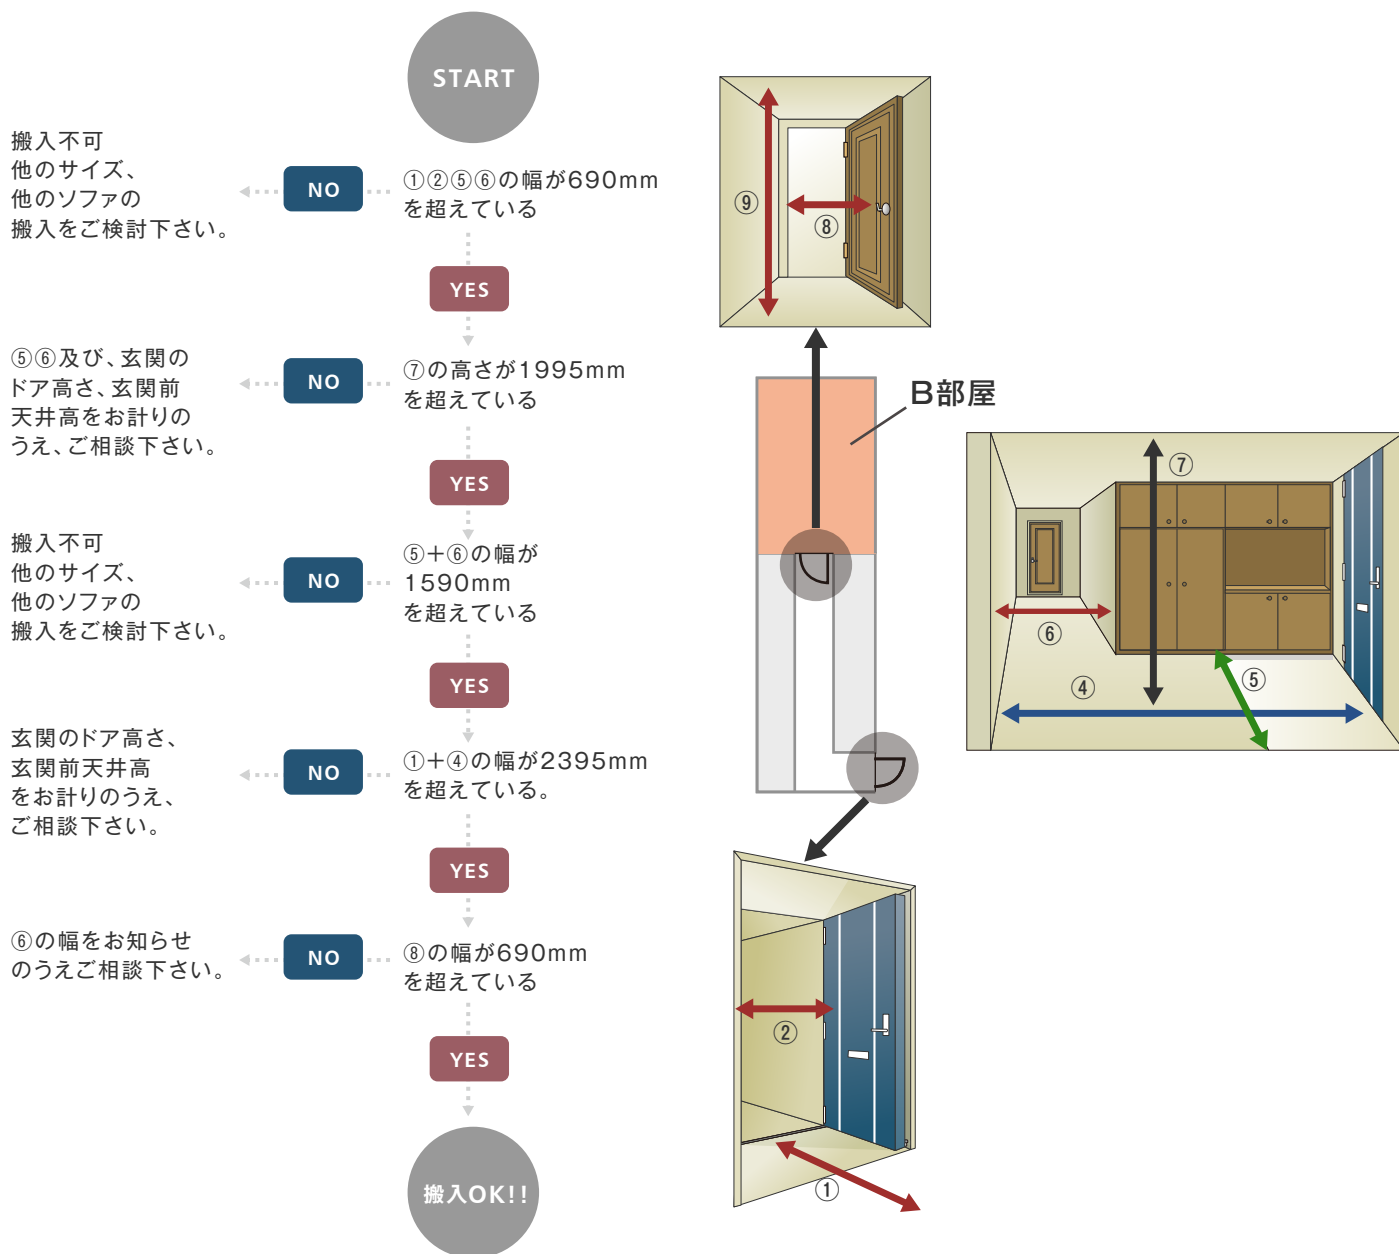 START
搬入不可
他のサイズ、
他のソファの
搬入をご検討下さい。
NO
①②⑤⑥の幅が690mm
を超えている
YES
⑤⑥及び、玄関の
ドア高さ、玄関前
天井高をお計りの
うえ、ご相談下さい。
NO
⑦の高さが1995mm
を超えている
YES
搬入不可
他のサイズ、
他のソファの
搬入をご検討下さい。
NO
⑤+⑥の幅が
1590mm
を超えている
YES
玄関のドア高さ、
玄関前天井高
をお計りのうえ、
ご相談下さい。
NO
①+④の幅が2395mm
を超えている。
YES
⑥の幅をお知らせ
のうえご相談下さい。
NO
⑧の幅が690mm
を超えている
YES
搬入OK!!
⑨
⑧
B部屋
⑦
⑥
④
⑤
②
①